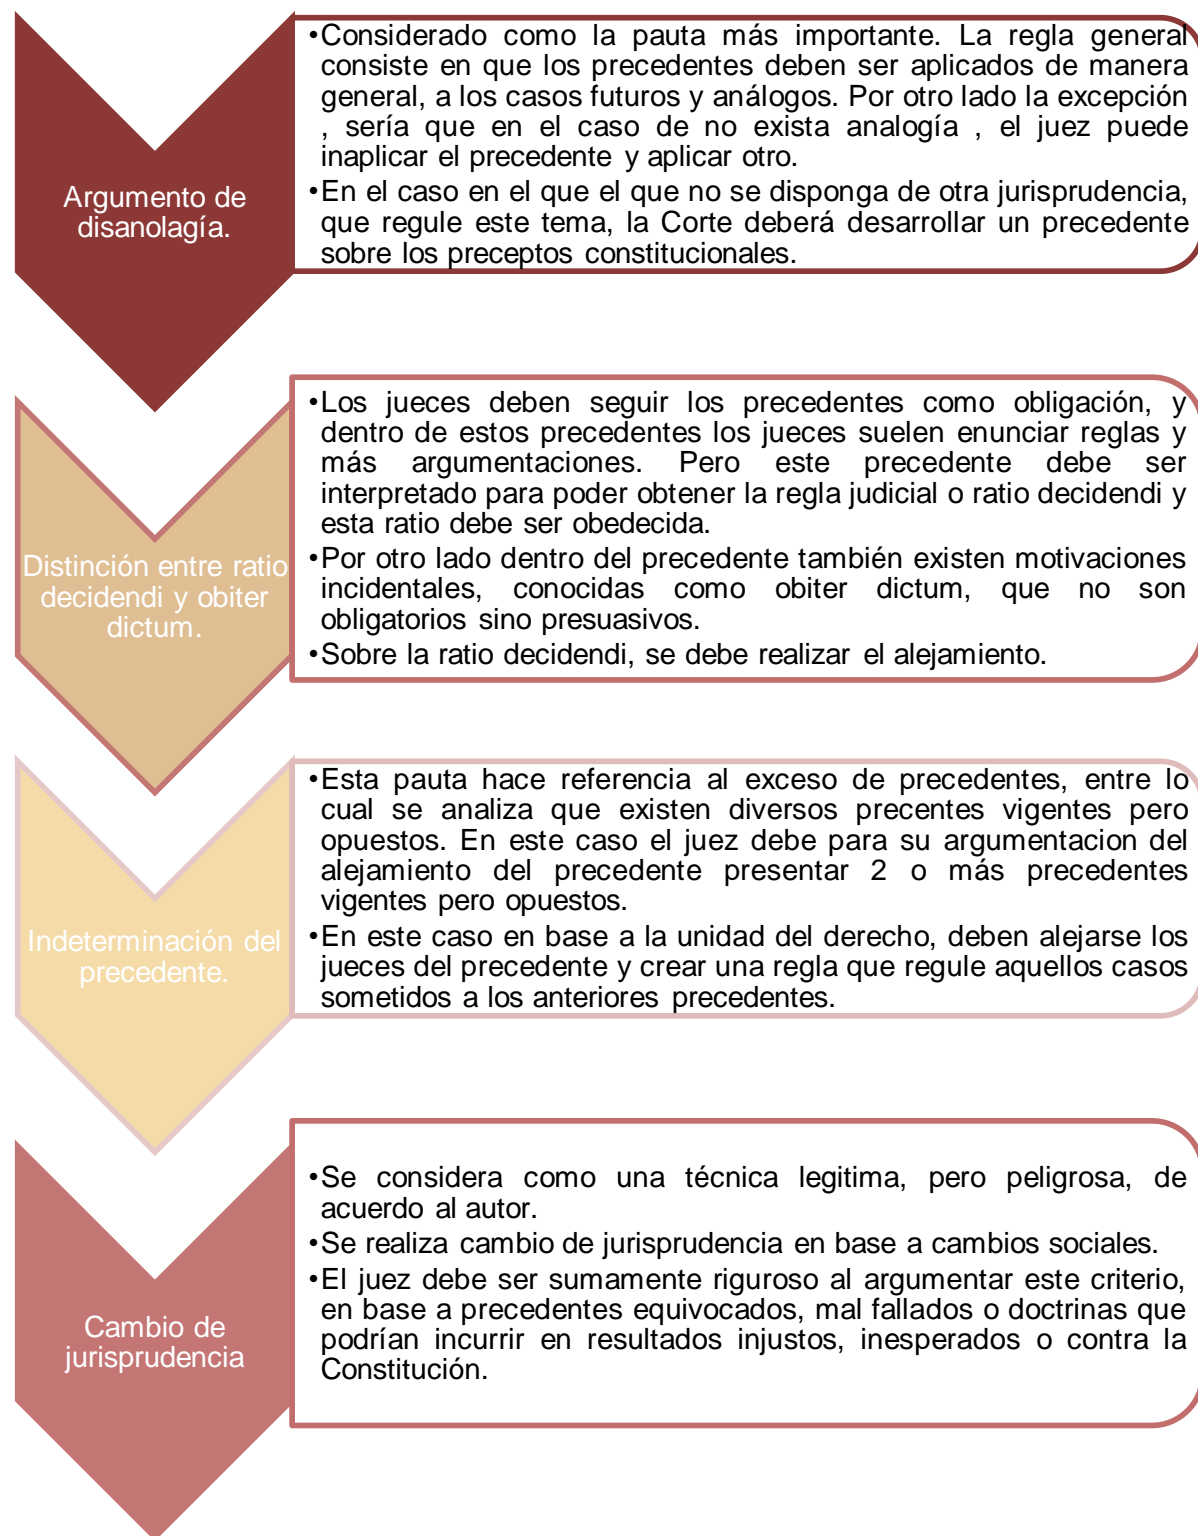 Argumento de
disanolagía.
•Considerado como la pauta más importante. La regla general
consiste en que los precedentes deben ser aplicados de manera
general, a los casos futuros y análogos. Por otro lado la excepción
, sería que en el caso de no exista analogía , el juez puede
inaplicar el precedente y aplicar otro.
•En el caso en el que el que no se disponga de otra jurisprudencia,
que regule este tema, la Corte deberá desarrollar un precedente
sobre los preceptos constitucionales.
Distinción entre ratio
decidendi y obiter
dictum.
•Los jueces deben seguir los precedentes como obligación, y
dentro de estos precedentes los jueces suelen enunciar reglas y
más argumentaciones. Pero este precedente debe ser
interpretado para poder obtener la regla judicial o ratio decidendi y
esta ratio debe ser obedecida.
•Por otro lado dentro del precedente también existen motivaciones
incidentales, conocidas como obiter dictum, que no son
obligatorios sino presuasivos.
•Sobre la ratio decidendi, se debe realizar el alejamiento.
Indeterminación del
precedente.
•Esta pauta hace referencia al exceso de precedentes, entre lo
cual se analiza que existen diversos precentes vigentes pero
opuestos. En este caso el juez debe para su argumentacion del
alejamiento del precedente presentar 2 o más precedentes
vigentes pero opuestos.
•En este caso en base a la unidad del derecho, deben alejarse los
jueces del precedente y crear una regla que regule aquellos casos
sometidos a los anteriores precedentes.
Cambio de
jurisprudencia
•Se considera como una técnica legitima, pero peligrosa, de
acuerdo al autor.
•Se realiza cambio de jurisprudencia en base a cambios sociales.
•El juez debe ser sumamente riguroso al argumentar este criterio,
en base a precedentes equivocados, mal fallados o doctrinas que
podrían incurrir en resultados injustos, inesperados o contra la
Constitución.